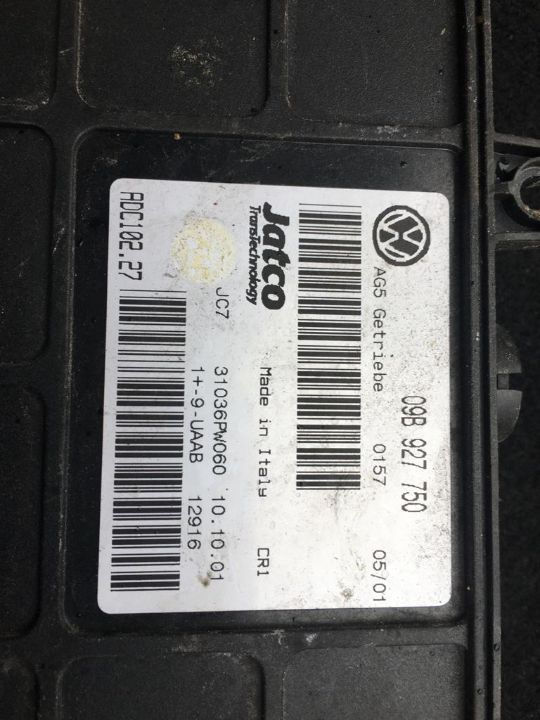 09B 927 750
AG5 Getriebe 0157 05/01
Jatco
TransTechnology
Made in Italy CR1
JC7 31036PW060 10.10.01
1+-9-UAAB 12916
ADC102.27